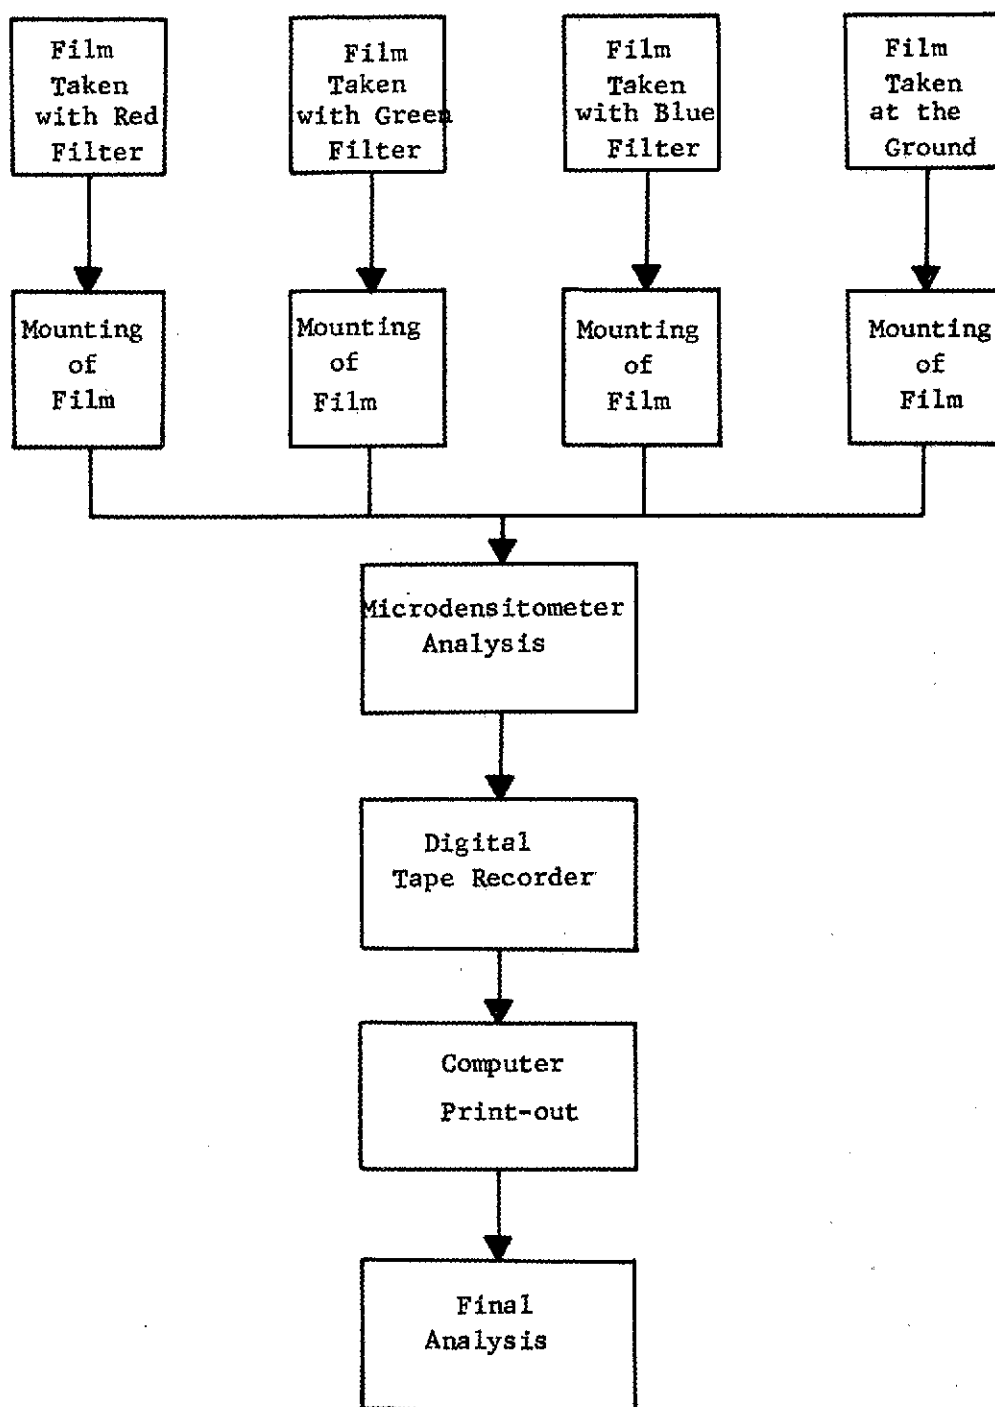 Film
Taken
with Red
Filter
Film
Taken
with Green
Filter
Film
Taken
with Blue
Filter
Film
Taken
at the
Ground
Mounting
of
Film
Mounting
of
Film
Mounting
of
Film
Mounting
of
Film
Microdensitometer
Analysis
Digital
Tape Recorder
Computer
Print-out
Final
Analysis